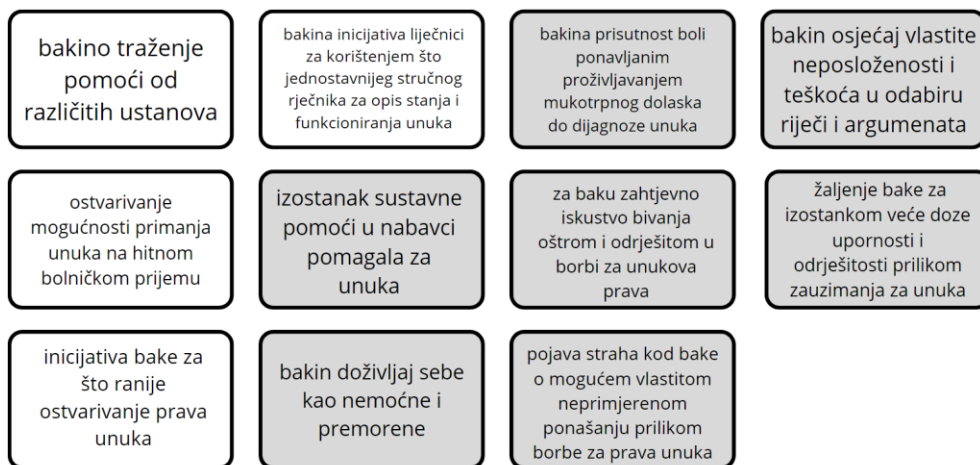 bakino traženje
pomoći od
različitih ustanova
bakina inicijativa liječnici
za korištenjem što
jednostavnijeg stručnog
rječnika za opis stanja i
funkcioniranja unuka
bakina prisutnost boli
ponavljanim
proživljavanjem
mukotrpnog dolaska
do dijagnoze unuka
bakin osjećaj vlastite
neposloženosti i
teškoća u odabiru
riječi i argumenata
ostvarivanje
mogućnosti primanja
unuka na hitnom
bolničkom prijemu
izostanak sustavne
pomoći u nabavci
pomagala za
unuka
za baku zahtjevno
iskustvo bivanja
oštrom i odrješitom u
borbi za unukova
prava
žaljenje bake za
izostankom veće doze
upornosti i
odrješitosti prilikom
zauzimanja za unuka
inicijativa bake za
što ranije
ostvarivanje prava
unuka
bakin doživljaj sebe
kao nemoćne i
premorene
pojava straha kod bake
o mogućem vlastitom
neprimjerenom
ponašanju prilikom
borbe za prava unuka